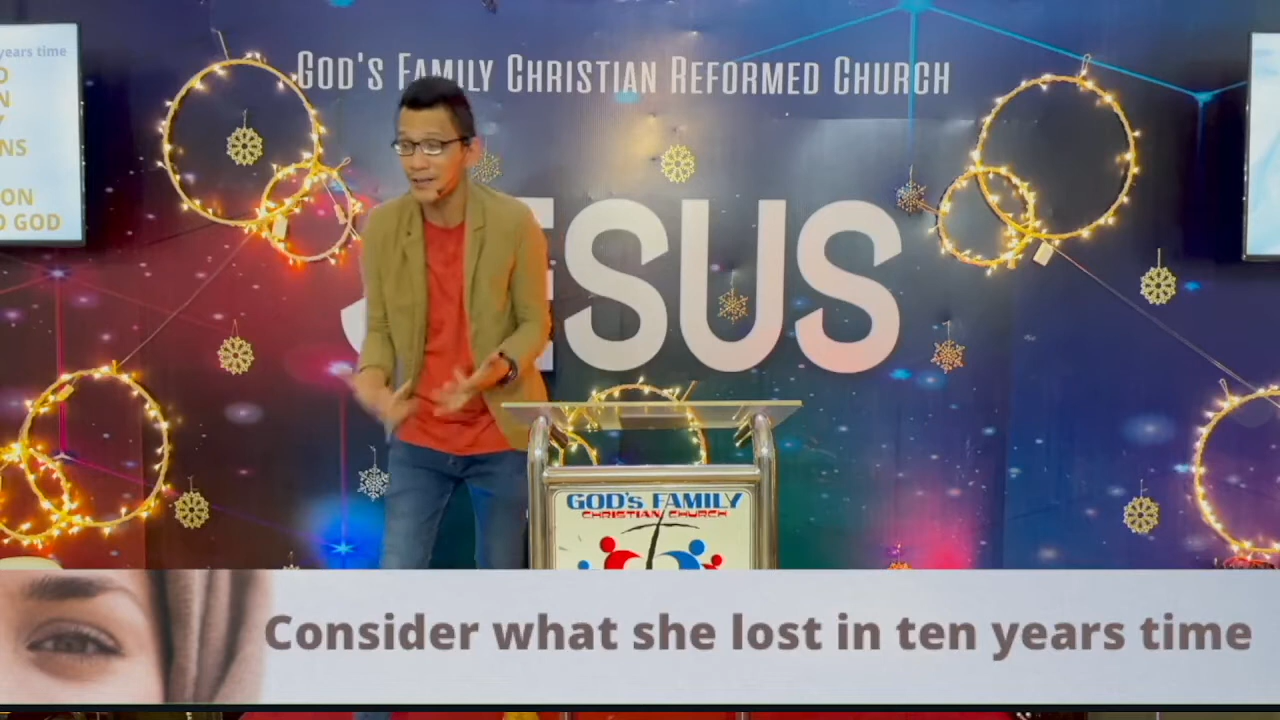 God's Family Christian Reformed Church
years time
NS
ON
O GOD
ESUS
GOD's FAMILY
CHRISTIAN CHURCH
Consider what she lost in ten years time